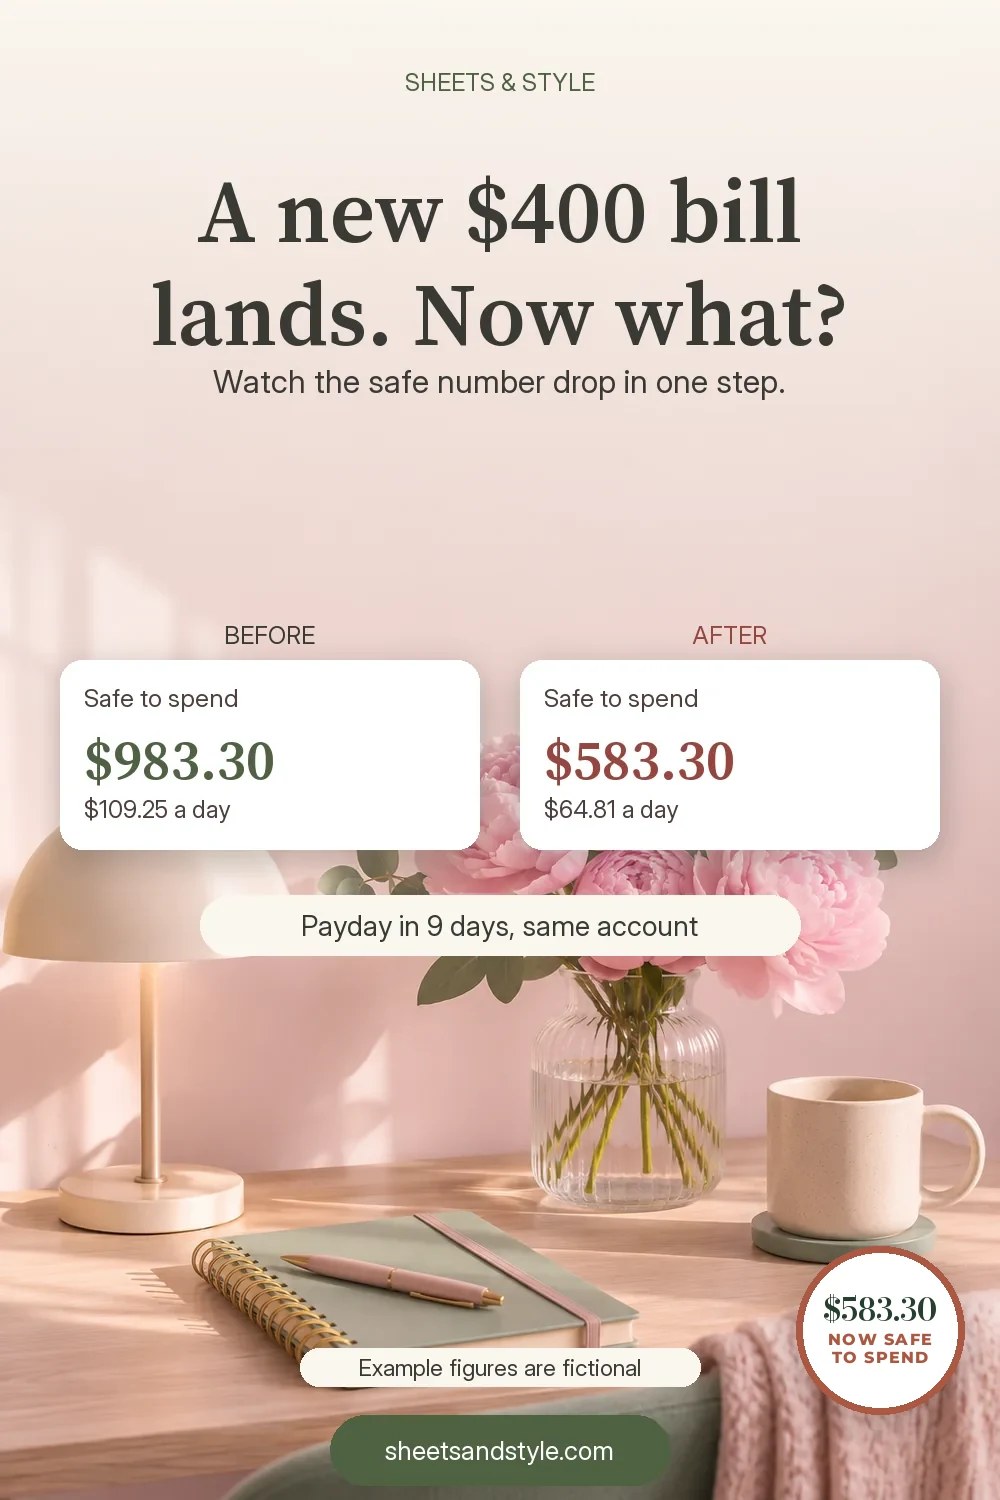 SHEETS & STYLE
A new $400 bill
lands. Now what?
Watch the safe number drop in one step.
BEFORE
Safe to spend
$983.30
$109.25 a day
AFTER
Safe to spend
$583.30
$64.81 a day
Payday in 9 days, same account
$583.30
NOW SAFE
TO SPEND
Example figures are fictional
sheetsandstyle.com